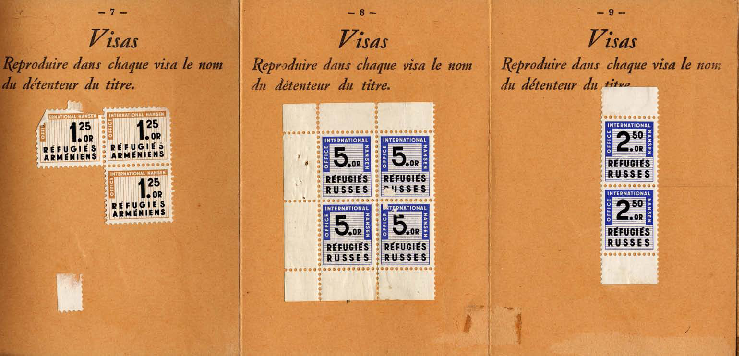 — 7 —
Visas
Reproduire dans chaque visa le nom
du détenteur du titre.
OFFICE INTERNATIONAL NANSEN
1.25 OR
RÉFUGIÉS
ARMÉNIENS
OFFICE INTERNATIONAL NANSEN
1.25 OR
RÉFUGIÉS
ARMÉNIENS
OFFICE INTERNATIONAL NANSEN
1.25 OR
RÉFUGIÉS
ARMÉNIENS
— 8 —
Visas
Reproduire dans chaque visa le nom
du détenteur du titre.
OFFICE INTERNATIONAL NANSEN
5.OR
RÉFUGIÉS
RUSSES
OFFICE INTERNATIONAL NANSEN
5.OR
RÉFUGIÉS
RUSSES
OFFICE INTERNATIONAL NANSEN
5.OR
RÉFUGIÉS
RUSSES
OFFICE INTERNATIONAL NANSEN
5.OR
RÉFUGIÉS
RUSSES
— 9 —
Visas
Reproduire dans chaque visa le nom
du détenteur du titre.
OFFICE INTERNATIONAL NANSEN
2.50 OR
RÉFUGIÉS
RUSSES
OFFICE INTERNATIONAL NANSEN
2.50 OR
RÉFUGIÉS
RUSSES